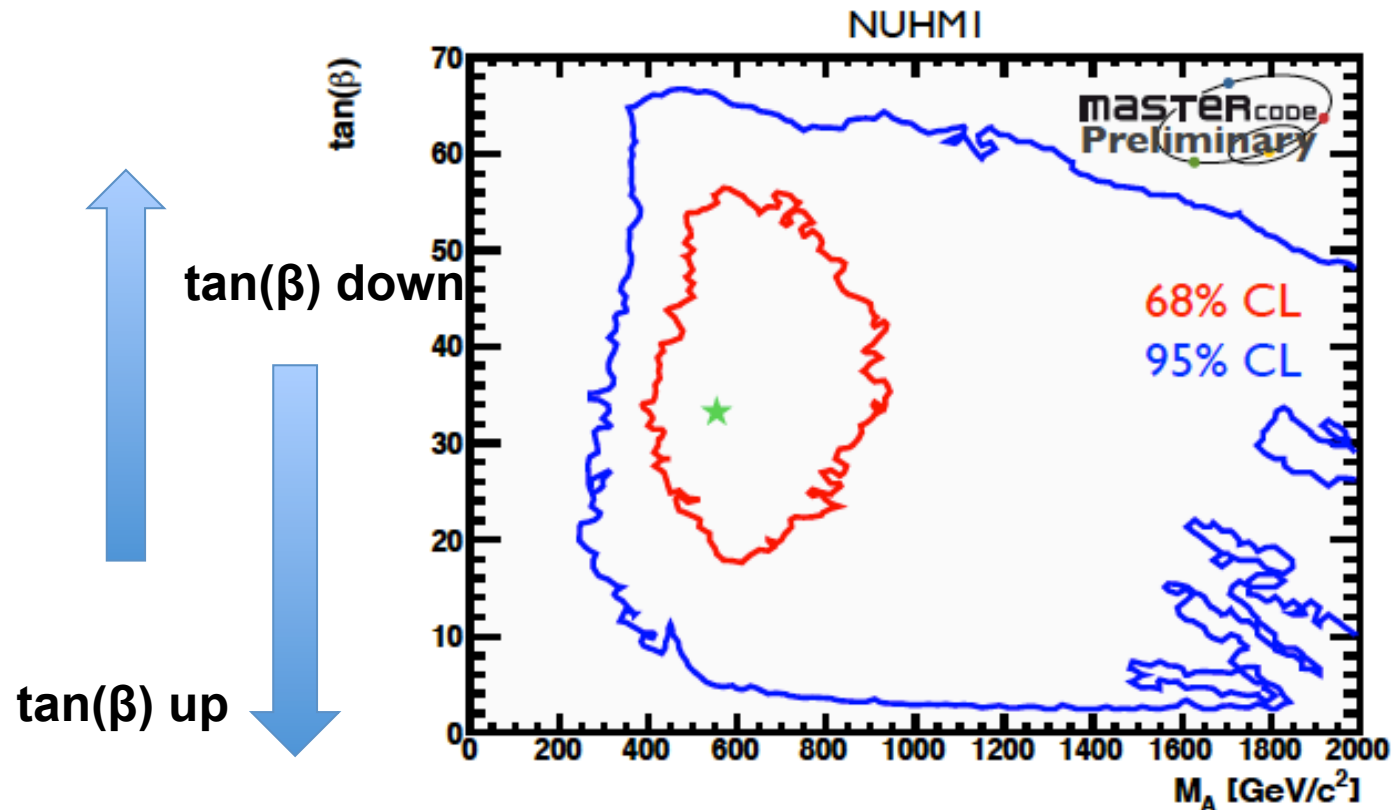 NUHM1
tan(β)
70
60
50
40
30
20
10
0
MasTERcODE
Preliminary
68% CL
95% CL
tan(β) down
tan(β) up
0 200 400 600 800 1000 1200 1400 1600 1800 2000
M_A [GeV/c²]